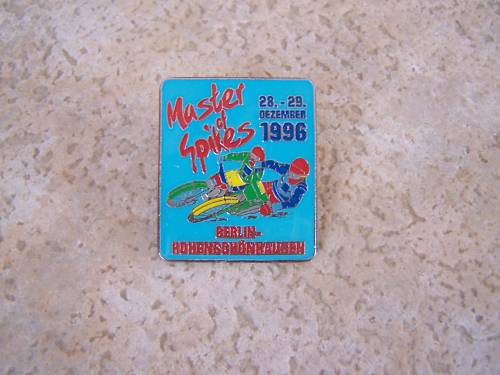 Master
of
Spikes
28.-29.
DEZEMBER
1996
BERLIN-
HOHENSCHÖNHAUSEN